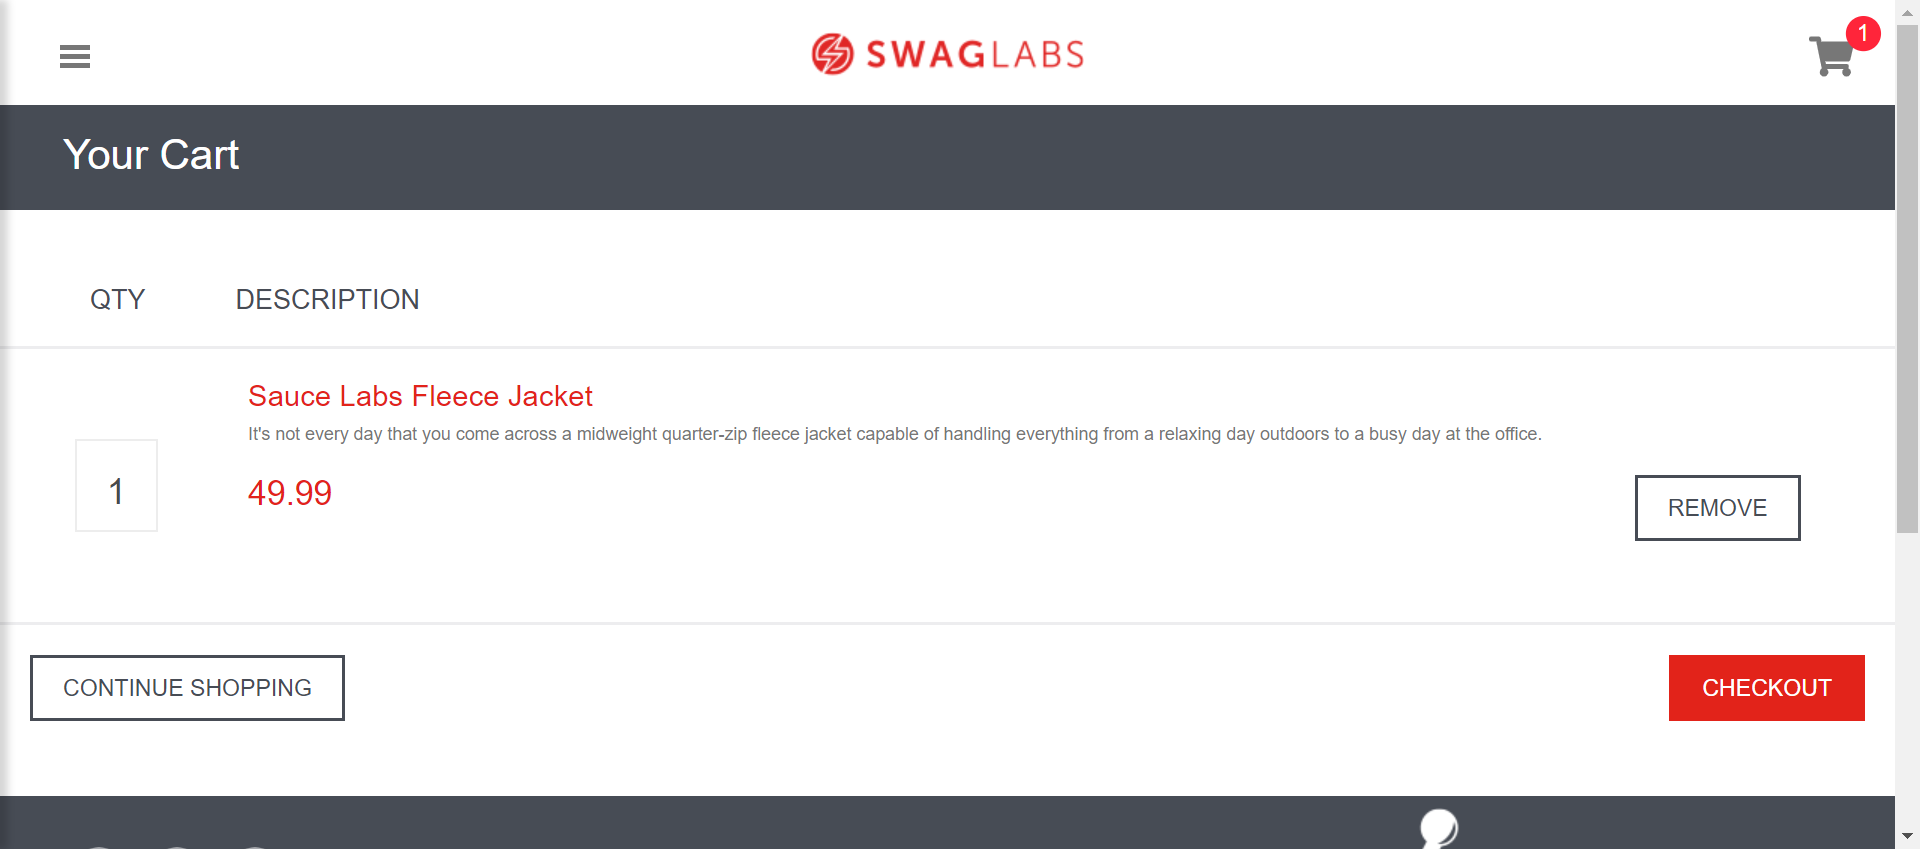 SWAGLABS
1
Your Cart
QTY DESCRIPTION
Sauce Labs Fleece Jacket
It's not every day that you come across a midweight quarter-zip fleece jacket capable of handling everything from a relaxing day outdoors to a busy day at the office.
1
49.99
REMOVE
CONTINUE SHOPPING
CHECKOUT